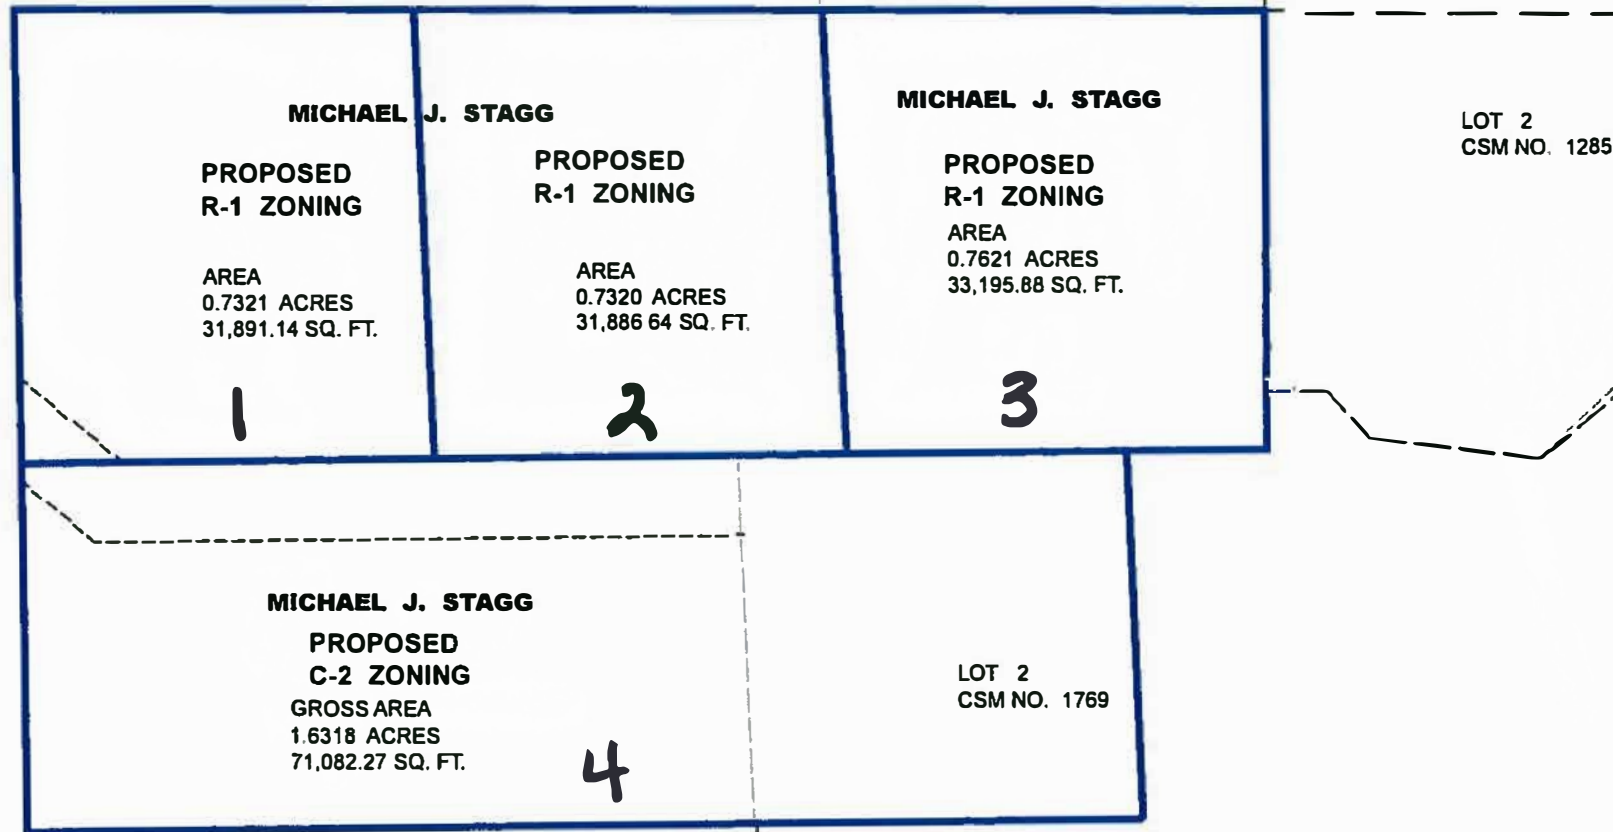 MICHAEL J. STAGG
PROPOSED
R-1 ZONING
AREA
0.7321 ACRES
31,891.14 SQ. FT.
1
PROPOSED
R-1 ZONING
AREA
0.7320 ACRES
31,886 64 SQ. FT.
2
MICHAEL J. STAGG
PROPOSED
R-1 ZONING
AREA
0.7621 ACRES
33,195.88 SQ. FT.
3
LOT 2
CSM NO. 1285
MICHAEL J. STAGG
PROPOSED
C-2 ZONING
GROSS AREA
1.6318 ACRES
71,082.27 SQ. FT.
4
LOT 2
CSM NO. 1769